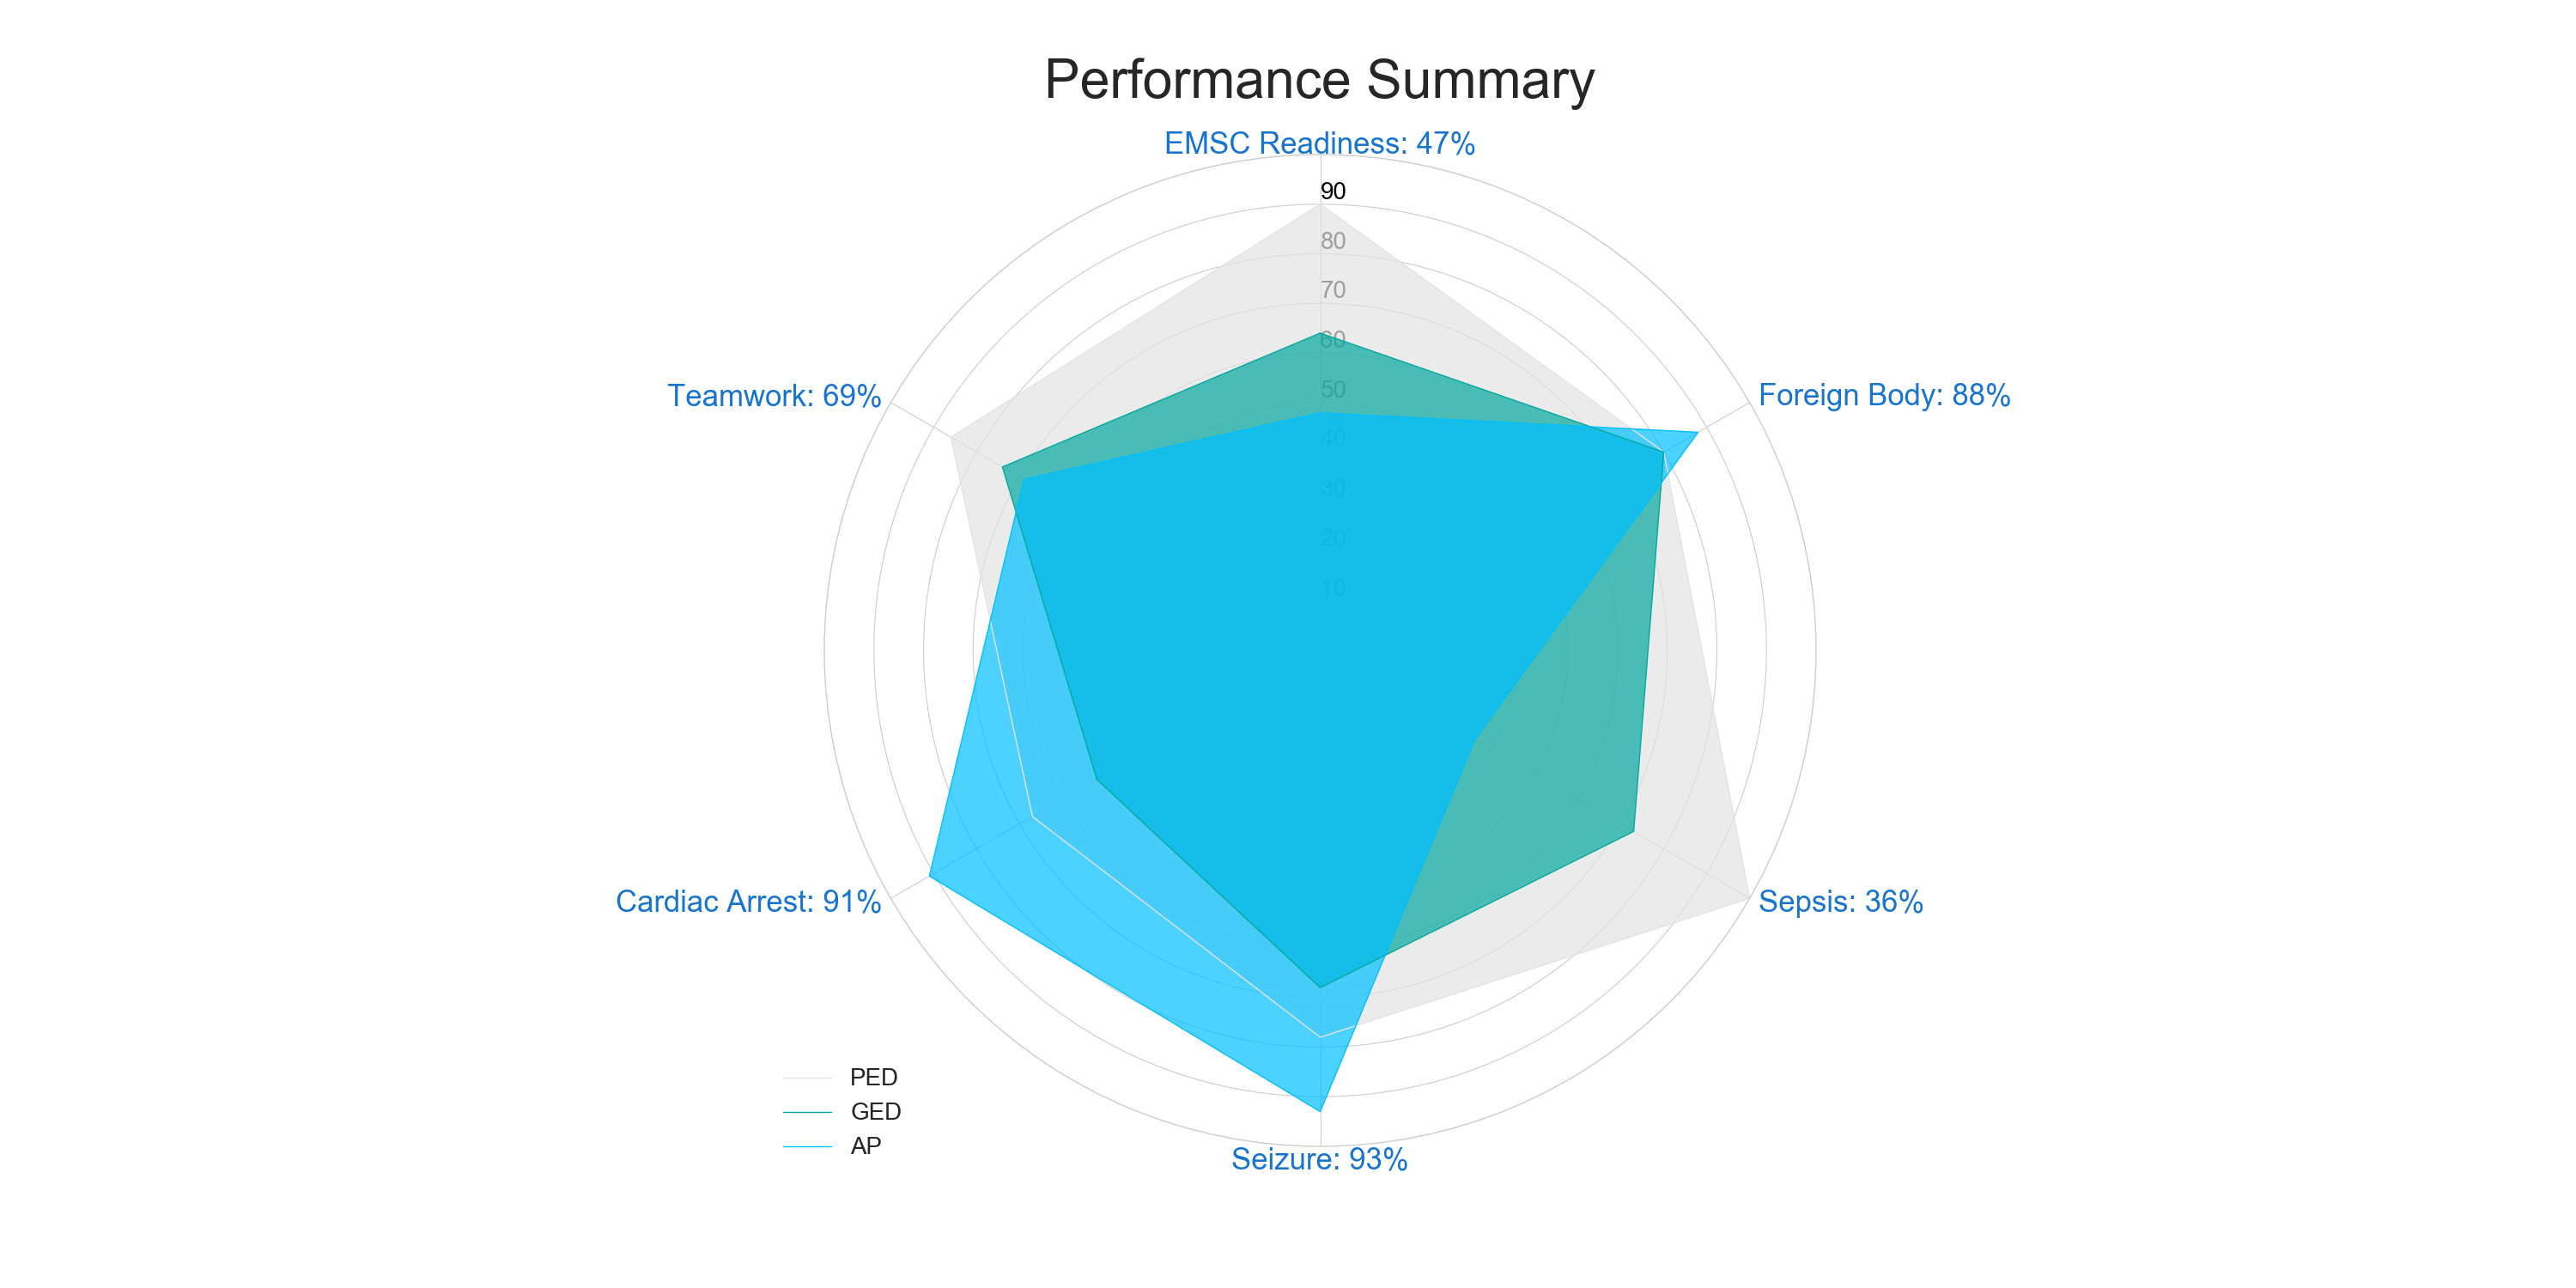 Performance Summary
EMSC Readiness: 47%
90
80
70
60
50
40
30
20
10
Teamwork: 69%
Foreign Body: 88%
Cardiac Arrest: 91%
Sepsis: 36%
Seizure: 93%
PED
GED
AP